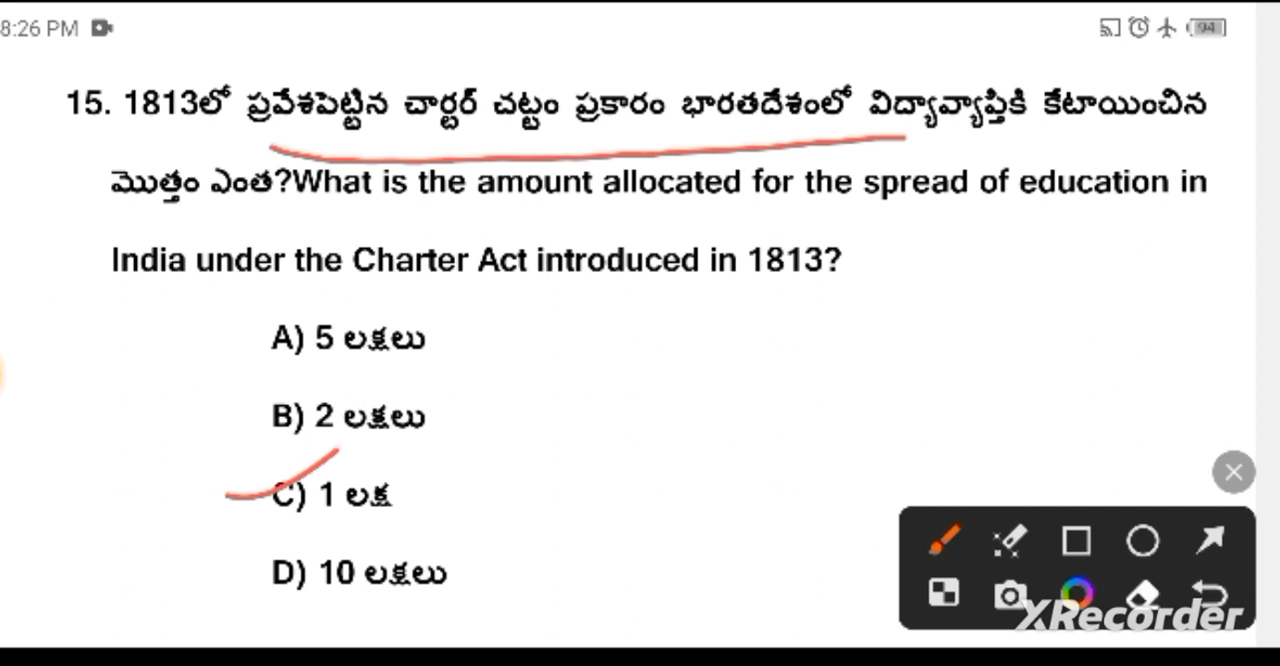 8:26 PM
94
15. 1813లో ప్రవేశపెట్టిన చార్టర్ చట్టం ప్రకారం భారతదేశంలో విద్యావ్యాప్తికి కేటాయించిన
మొత్తం ఎంత?What is the amount allocated for the spread of education in
India under the Charter Act introduced in 1813?
A) 5 లక్షలు
B) 2 లక్షలు
C) 1 లక్ష
D) 10 లక్షలు
XRecorder